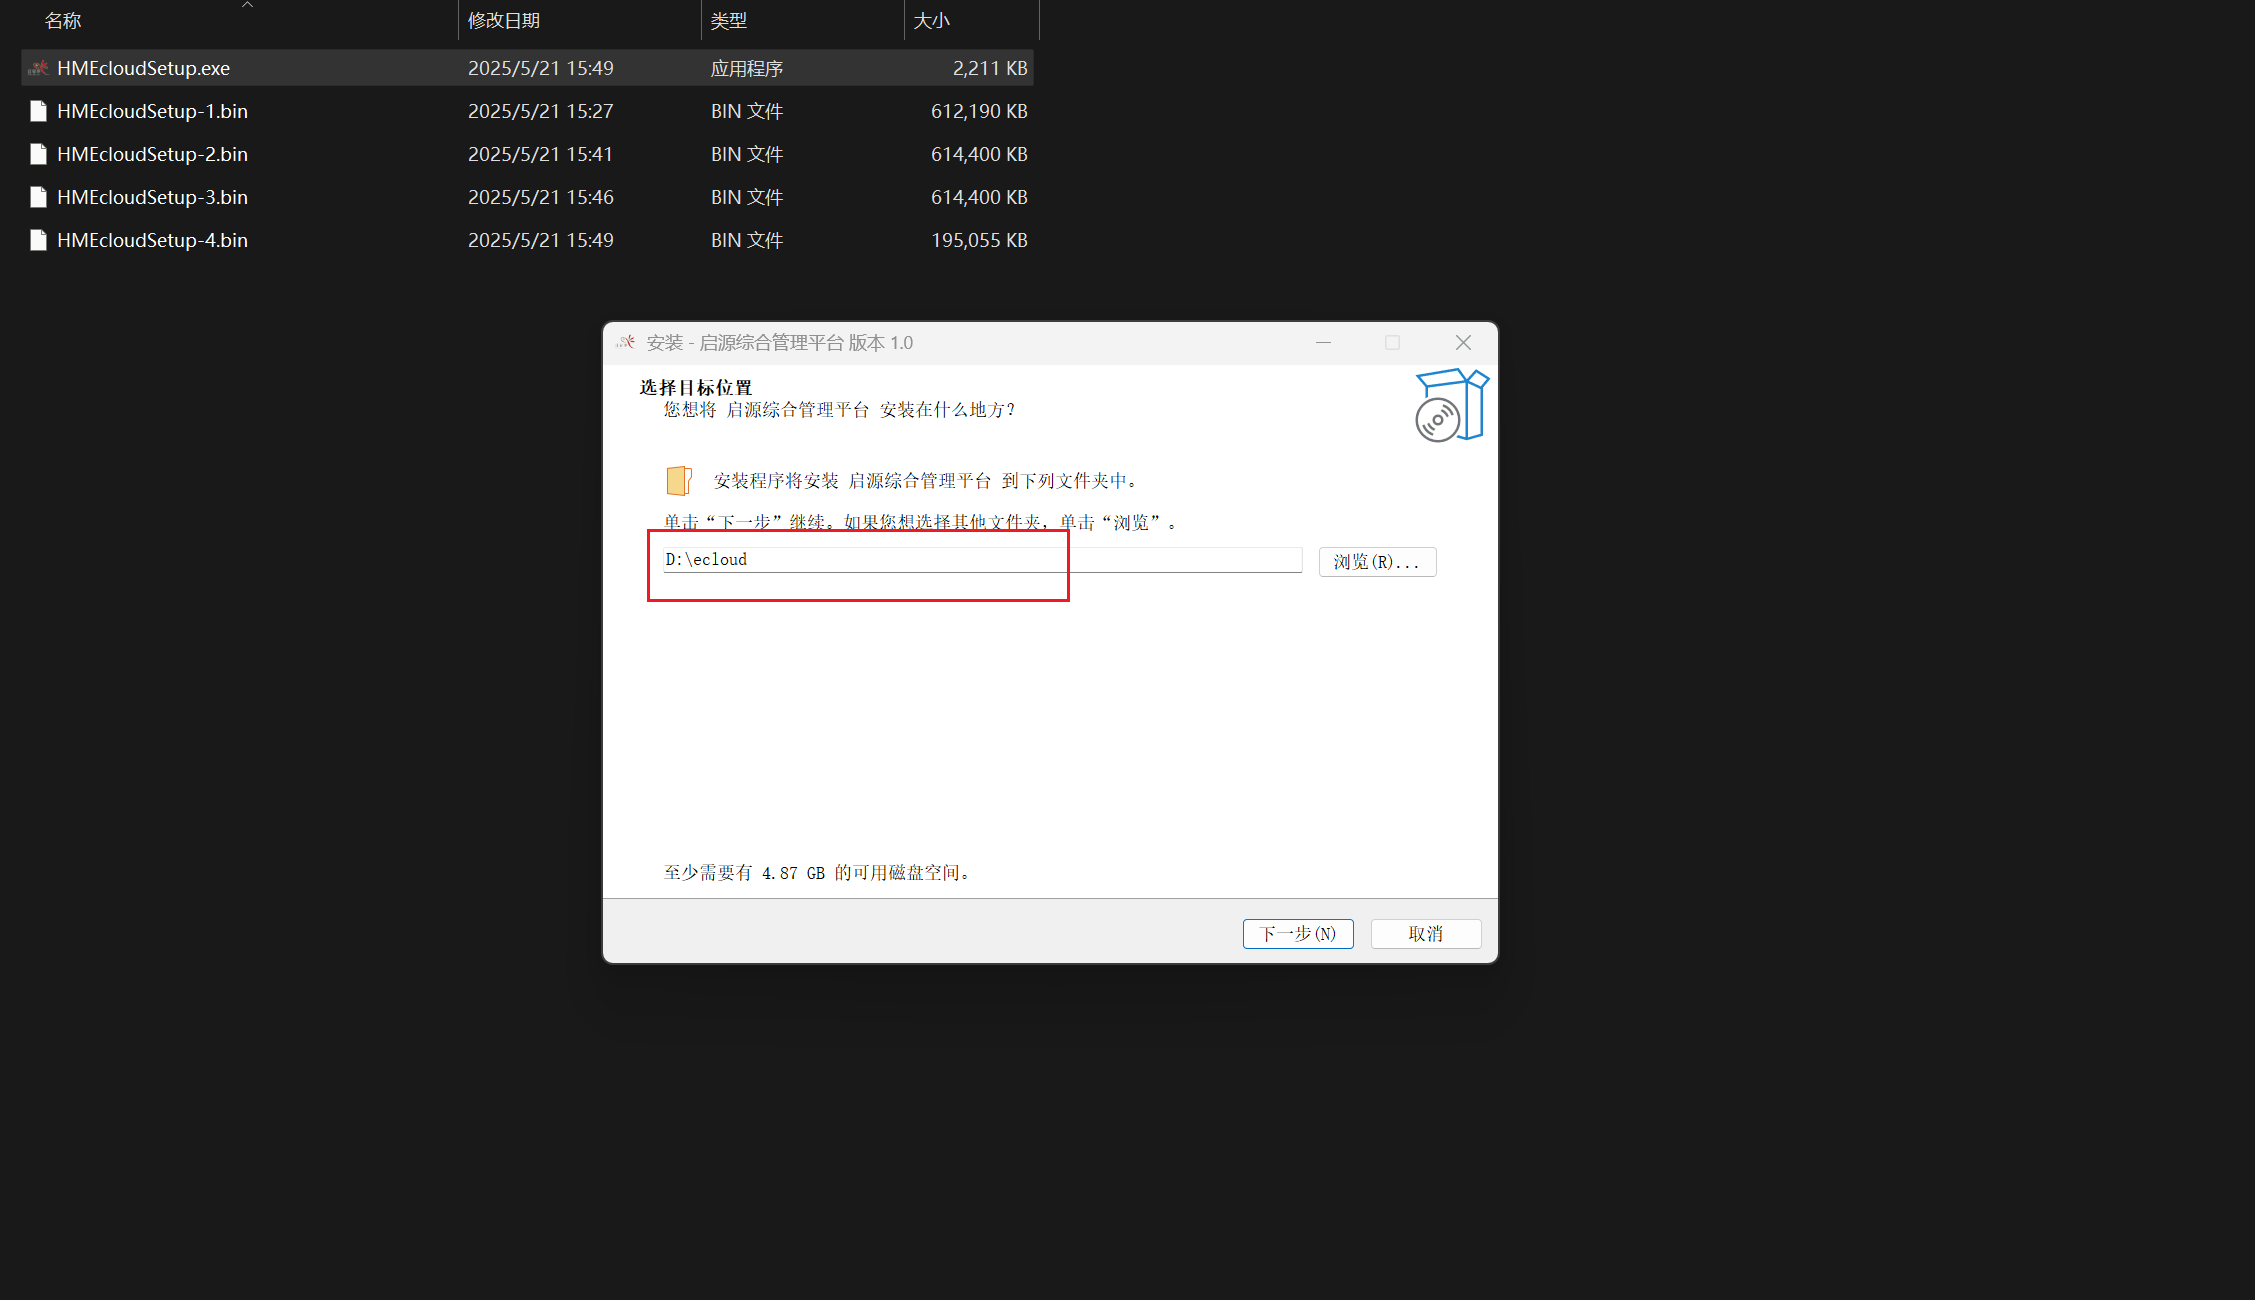 名称 修改日期 类型 大小
HMEcloudSetup.exe 2025/5/21 15:49 应用程序 2,211 KB
HMEcloudSetup-1.bin 2025/5/21 15:27 BIN 文件 612,190 KB
HMEcloudSetup-2.bin 2025/5/21 15:41 BIN 文件 614,400 KB
HMEcloudSetup-3.bin 2025/5/21 15:46 BIN 文件 614,400 KB
HMEcloudSetup-4.bin 2025/5/21 15:49 BIN 文件 195,055 KB
安装 - 启源综合管理平台 版本 1.0
选择目标位置
您想将 启源综合管理平台 安装在什么地方？
安装程序将安装 启源综合管理平台 到下列文件夹中。
单击“下一步”继续。如果您想选择其他文件夹，单击“浏览”。
D:\ecloud 浏览(R)...
至少需要有 4.87 GB 的可用磁盘空间。
下一步(N) 取消